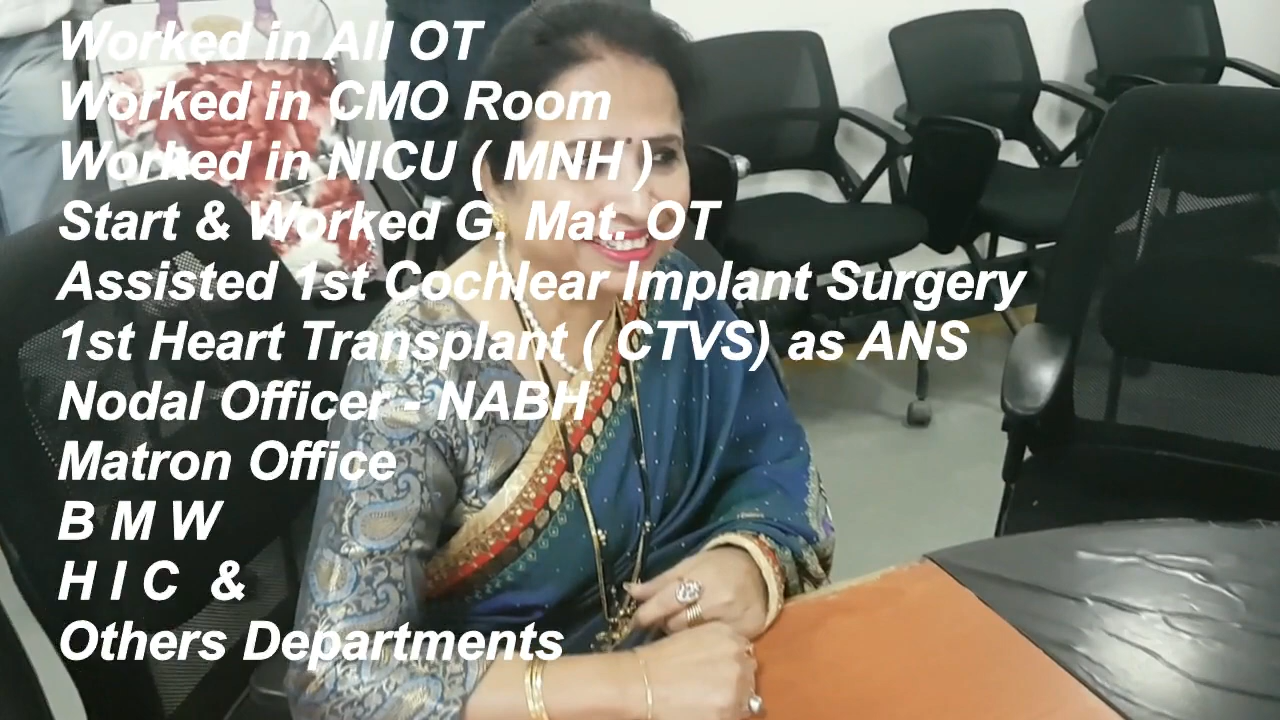 Worked in All OT
Worked in CMO Room
Worked in NICU ( MNH )
Start & Worked G. Mat. OT
Assisted 1st Cochlear Implant Surgery
1st Heart Transplant ( CTVS) as ANS
Nodal Officer - NABH
Matron Office
B M W
H I C &
Others Departments